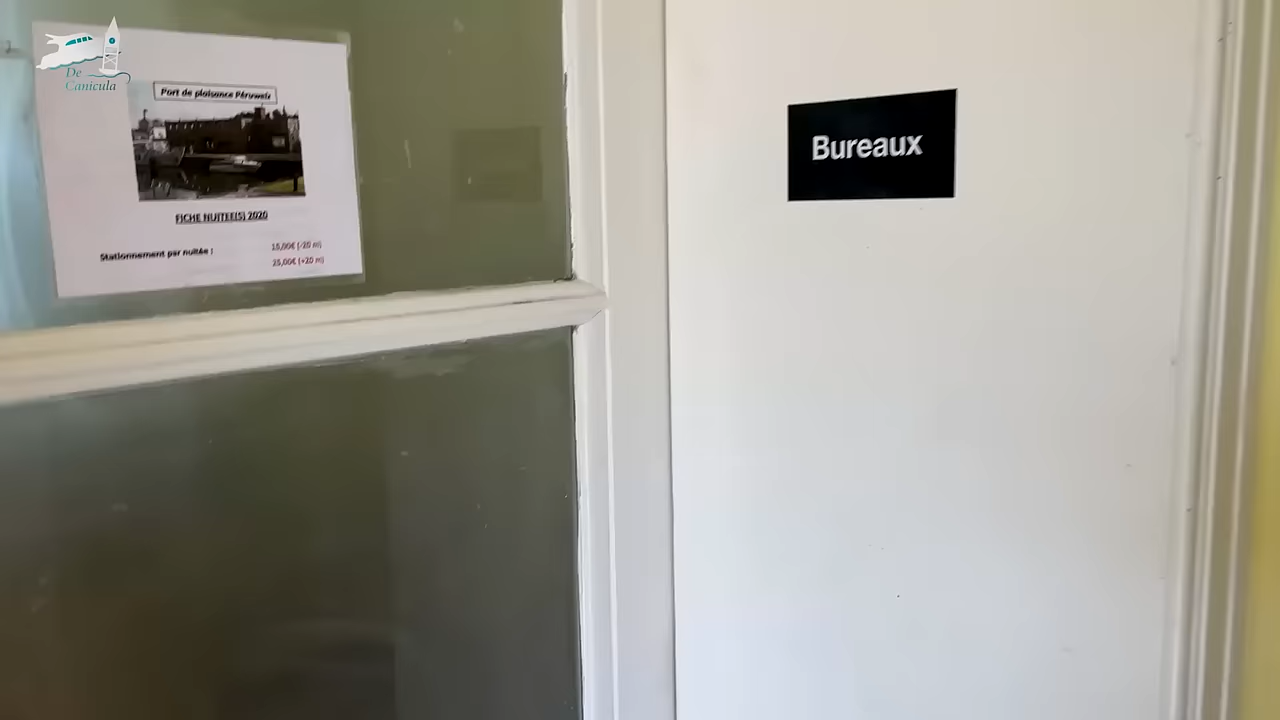 De
Canicula
Port de plaisance Péruwelz
FICHE NUITEE(S) 2020
Stationnement par nuitée :
15,00€ (-20 m)
25,00€ (+20 m)
Bureaux